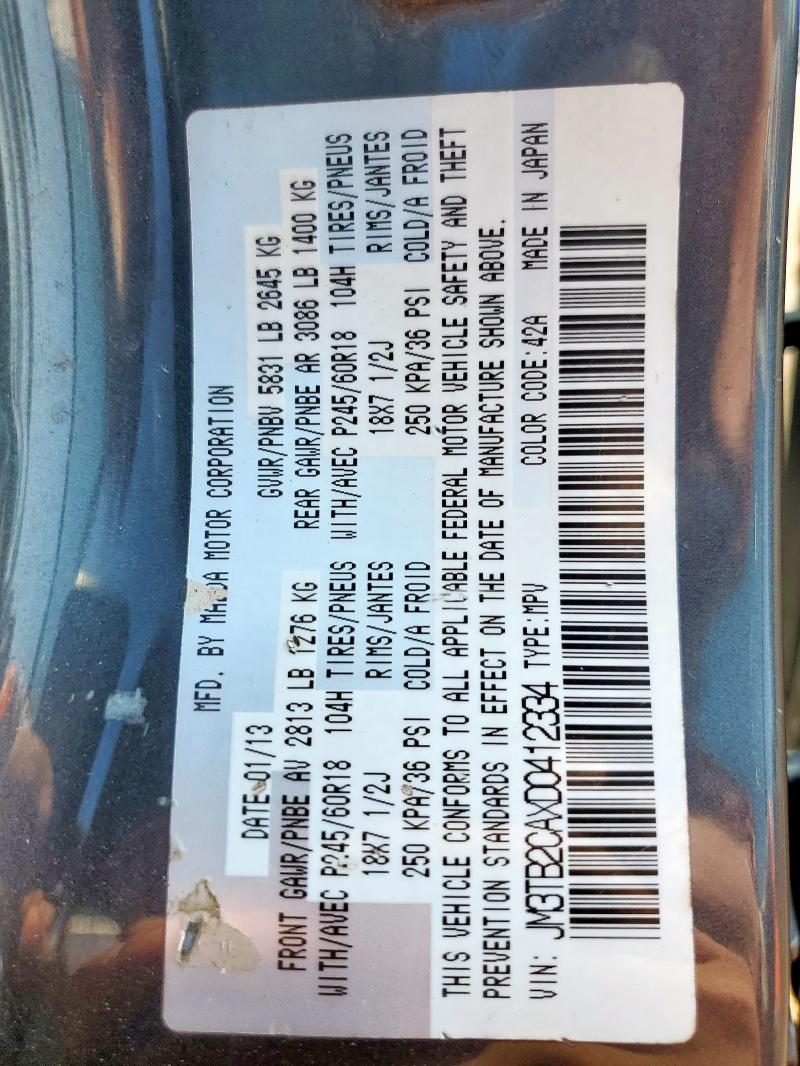 MFD. BY MAZDA MOTOR CORPORATION
DATE:01/13 GVWR/PNBV 5831 LB 2645 KG
FRONT GAWR/PNBE AV 2813 LB 1276 KG REAR GAWR/PNBE AR 3086 LB 1400 KG
WITH/AVEC P245/60R18 104H TIRES/PNEUS WITH/AVEC P245/60R18 104H TIRES/PNEUS
18X7 1/2J RIMS/JANTES 18X7 1/2J RIMS/JANTES
250 KPA/36 PSI COLD/A FROID 250 KPA/36 PSI COLD/A FROID
THIS VEHICLE CONFORMS TO ALL APPLICABLE FEDERAL MOTOR VEHICLE SAFETY AND THEFT
PREVENTION STANDARDS IN EFFECT ON THE DATE OF MANUFACTURE SHOWN ABOVE.
VIN: JM3TB2CAXD0412334 TYPE:MPV COLOR CODE:42A MADE IN JAPAN